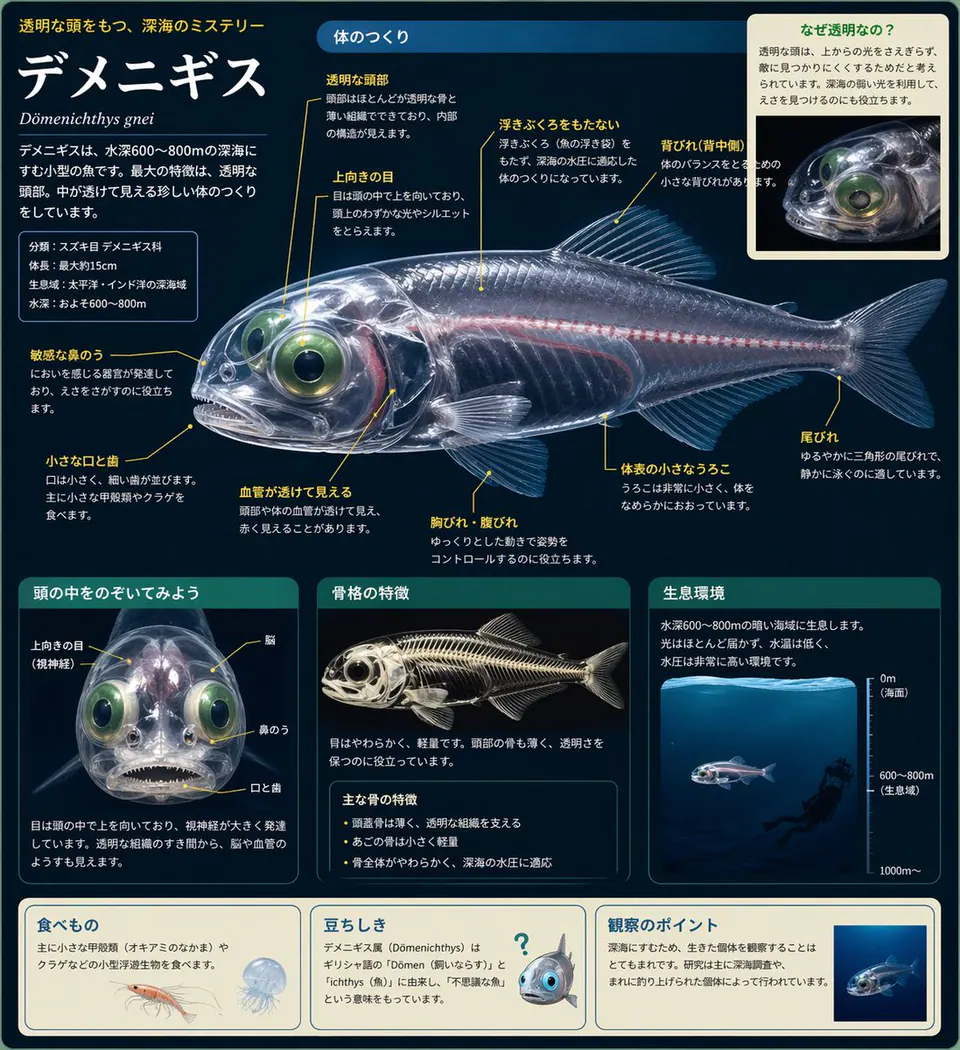 透明な頭をもつ、深海のミステリー
デメニギス
Dömenichthys gnei
デメニギスは、水深600〜800mの深海に
すむ小型の魚です。最大の特徴は、透明な
頭部。中が透けて見える珍しい体のつくり
をしています。
分類：スズキ目 デメニギス科
体長：最大約15cm
生息域：太平洋・インド洋の深海域
水深：およそ600〜800m
体のつくり
透明な頭部
頭部はほとんどが透明な骨と
薄い組織でできており、内部
の構造が見えます。
上向きの目
目は頭の中で上を向いており、
頭上のわずかな光やシルエット
をとらえます。
浮きぶくろをもたない
浮きぶくろ（魚の浮き袋）を
もたず、深海の水圧に適応した
体のつくりになっています。
背びれ(背中側)
体のバランスをとるための
小さな背びれがあります。
なぜ透明なの？
透明な頭は、上からの光をさえぎらず、
敵に見つかりにくくするためだと考え
られています。深海の弱い光を利用して、
えさを見つけるのにも役立ちます。
敏感な鼻のう
においを感じる器官が発達して
おり、えさをさがすのに役立ち
ます。
小さな口と歯
口は小さく、細い歯が並びます。
主に小さな甲殻類やクラゲを
食べます。
血管が透けて見える
頭部や体の血管が透けて見え、
赤く見えることがあります。
胸びれ・腹びれ
ゆっくりとした動きで姿勢を
コントロールするのに役立ちます。
体表の小さなうろこ
うろこは非常に小さく、体を
なめらかにおおっています。
尾びれ
ゆるやかに三角形の尾びれで、
静かに泳ぐのに適しています。
頭の中をのぞいてみよう
上向きの目
（視神経）
脳
鼻のう
口と歯
目は頭の中で上を向いており、視神経が大きく発達
しています。透明な組織のすき間から、脳や血管の
ようすも見えます。
骨格の特徴
目はやわらかく、軽量です。頭部の骨も薄く、透明さを
保つのに役立っています。
主な骨の特徴
• 頭蓋骨は薄く、透明な組織を支える
• あごの骨は小さく軽量
• 骨全体がやわらかく、深海の水圧に適応
生息環境
水深600〜800mの暗い海域に生息します。
光はほとんど届かず、水温は低く、
水圧は非常に高い環境です。
0m
（海面）
600〜800m
（生息域）
1000m〜
食べもの
主に小さな甲殻類（オキアミのなかま）や
クラゲなどの小型浮遊生物を食べます。
豆ちしき
デメニギス属（Dömenichthys）は
ギリシャ語の「Dömen（飼いならす）」と
「ichthys（魚）」に由来し、「不思議な魚」
という意味をもっています。
?
観察のポイント
深海にすむため、生きた個体を観察することは
とてもまれです。研究は主に深海調査や、
まれに釣り上げられた個体によって行われています。